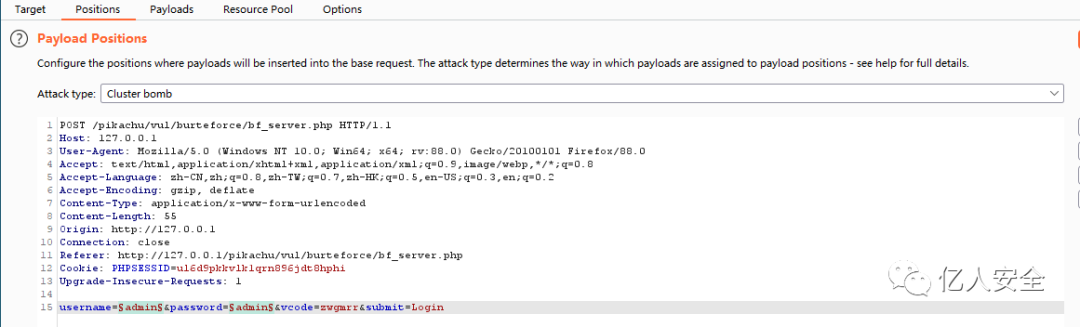 Target Positions Payloads Resource Pool Options
? Payload Positions
Configure the positions where payloads will be inserted into the base request. The attack type determines the way in which payloads are assigned to payload positions - see help for full details.
Attack type: Cluster bomb
1 POST /pikachu/vul/burteforce/bf_server.php HTTP/1.1
2 Host: 127.0.0.1
3 User-Agent: Mozilla/5.0 (Windows NT 10.0; Win64; x64; rv:88.0) Gecko/20100101 Firefox/88.0
4 Accept: text/html,application/xhtml+xml,application/xml;q=0.9,image/webp,*/*;q=0.8
5 Accept-Language: zh-CN,zh;q=0.8,zh-TW;q=0.7,zh-HK;q=0.5,en-US;q=0.3,en;q=0.2
6 Accept-Encoding: gzip, deflate
7 Content-Type: application/x-www-form-urlencoded
8 Content-Length: 55
9 Origin: http://127.0.0.1
10 Connection: close
11 Referer: http://127.0.0.1/pikachu/vul/burteforce/bf_server.php
12 Cookie: PHPSESSID=ul6d9pkkvlklqrn896jdt8hphi
13 Upgrade-Insecure-Requests: 1
14
15 username=§admin§&password=§admin§&vcode=zwgmrr&submit=Login
亿人安全